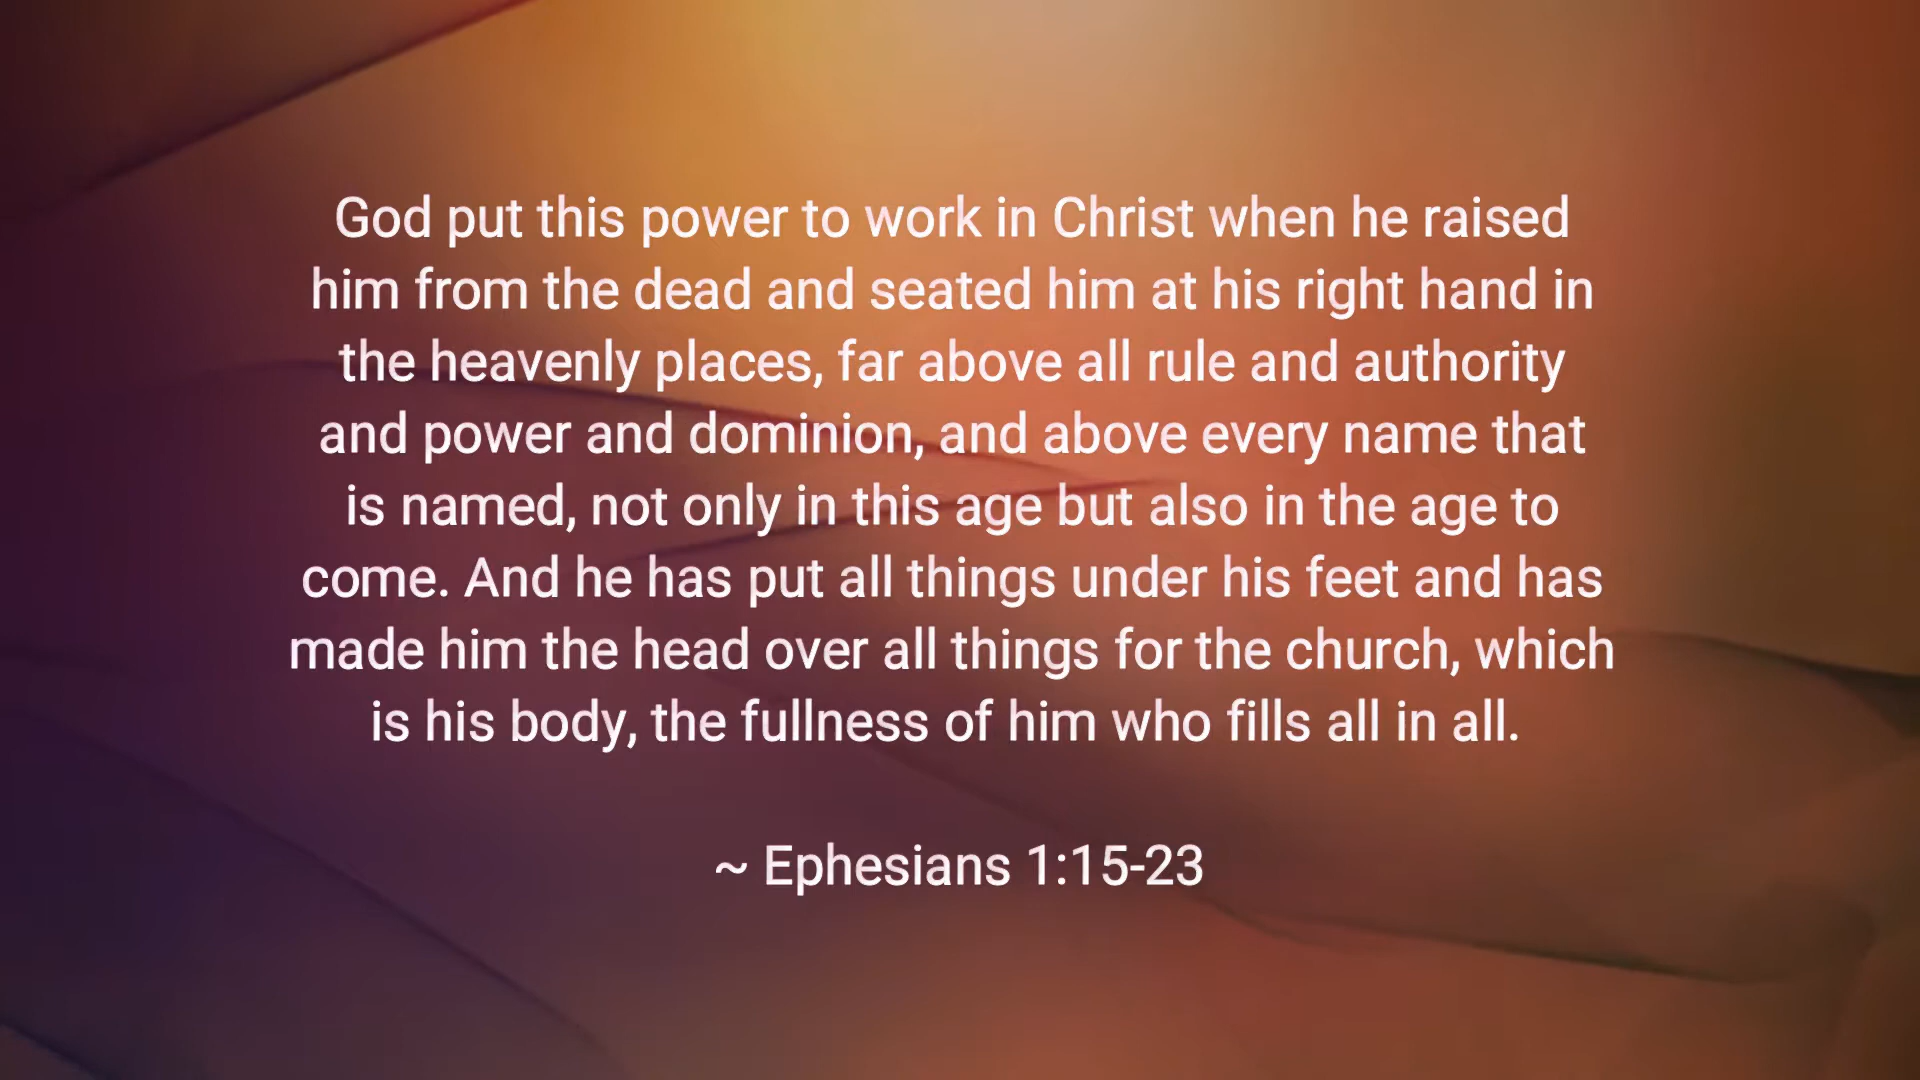 God put this power to work in Christ when he raised
him from the dead and seated him at his right hand in
the heavenly places, far above all rule and authority
and power and dominion, and above every name that
is named, not only in this age but also in the age to
come. And he has put all things under his feet and has
made him the head over all things for the church, which
is his body, the fullness of him who fills all in all.
~ Ephesians 1:15-23